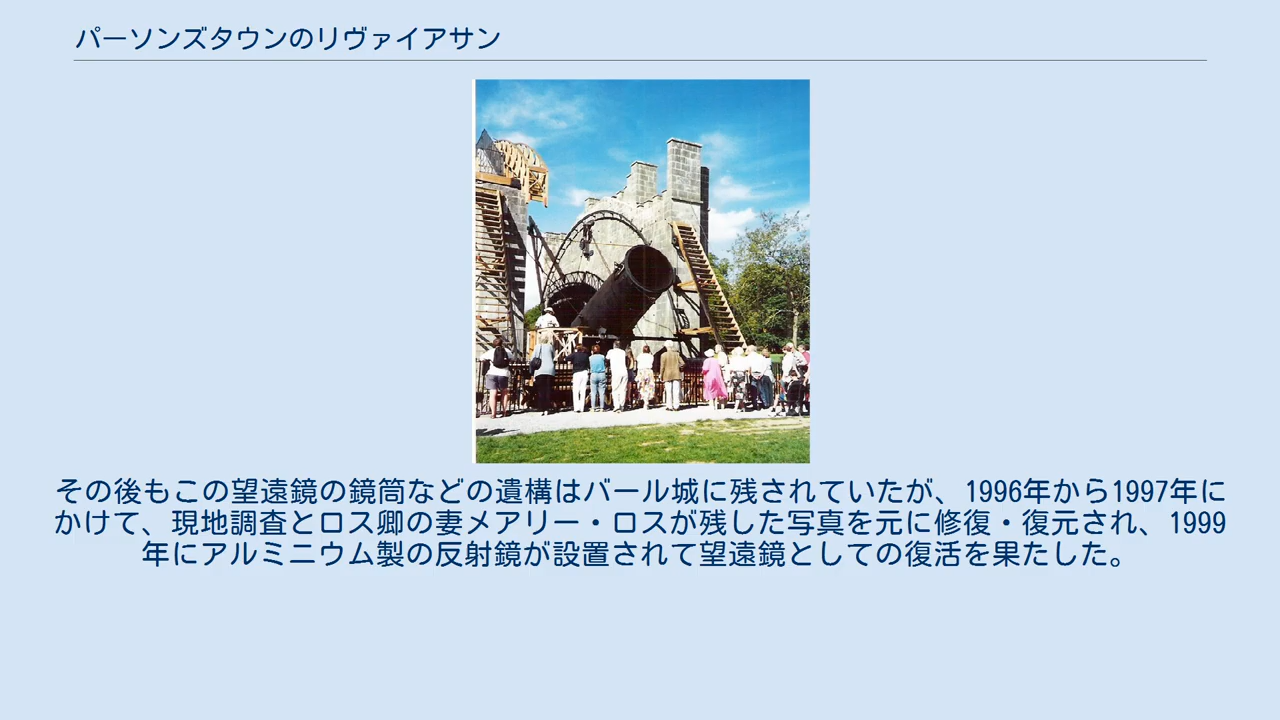 パーソンズタウンのリヴァイアサン
その後もこの望遠鏡の鏡筒などの遺構はバール城に残されていたが、1996年から1997年に
かけて、現地調査とロス卿の妻メアリー・ロスが残した写真を元に修復・復元され、1999
年にアルミニウム製の反射鏡が設置されて望遠鏡としての復活を果たした。